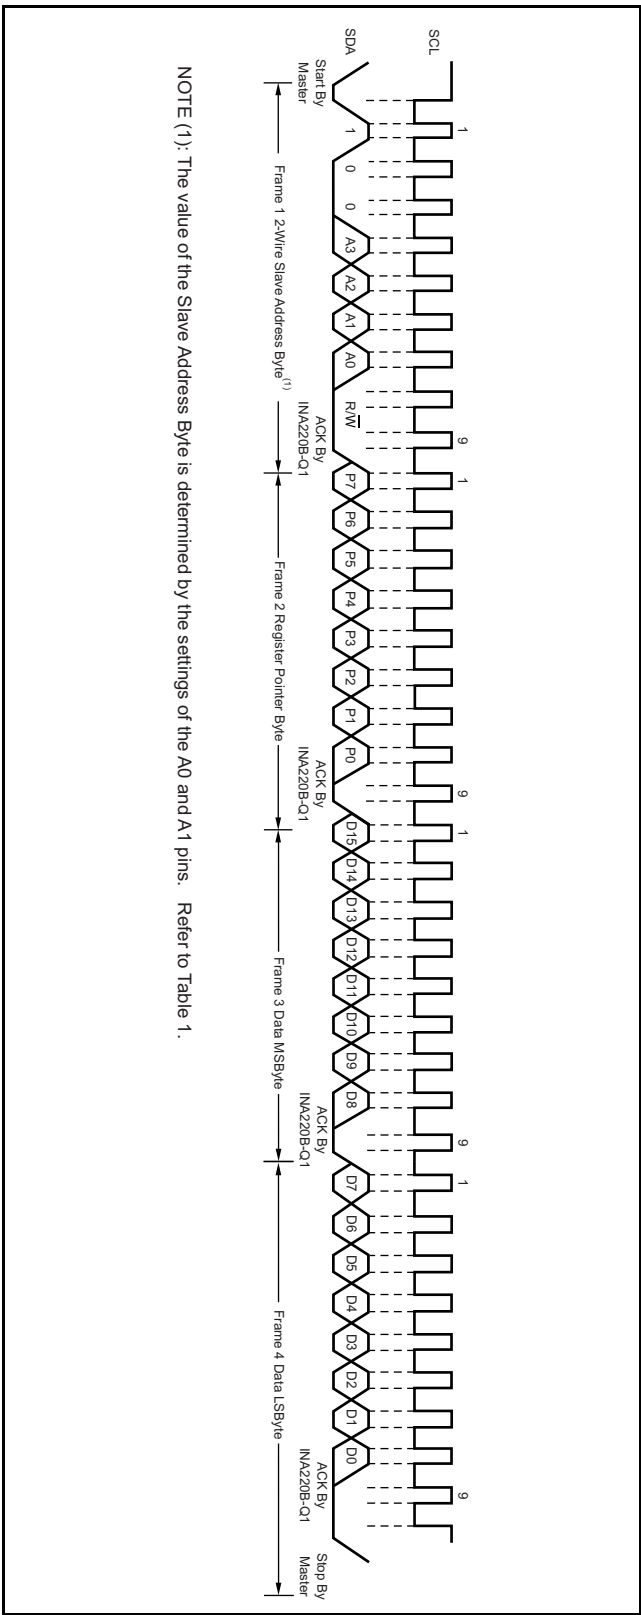 1 9 1 9 1 9 1 9
SCL
SDA 1 0 0 A3 A2 A1 A0 R/W P7 P6 P5 P4 P3 P2 P1 P0 D15 D14 D13 D12 D11 D10 D9 D8 D7 D6 D5 D4 D3 D2 D1 D0
Start By
Master
ACK By
INA220B-Q1
ACK By
INA220B-Q1
ACK By
INA220B-Q1
ACK By
INA220B-Q1
Stop By
Master
Frame 1 2-Wire Slave Address Byte(1)
Frame 2 Register Pointer Byte
Frame 3 Data MSByte
Frame 4 Data LSByte
NOTE (1): The value of the Slave Address Byte is determined by the settings of the A0 and A1 pins. Refer to Table 1.